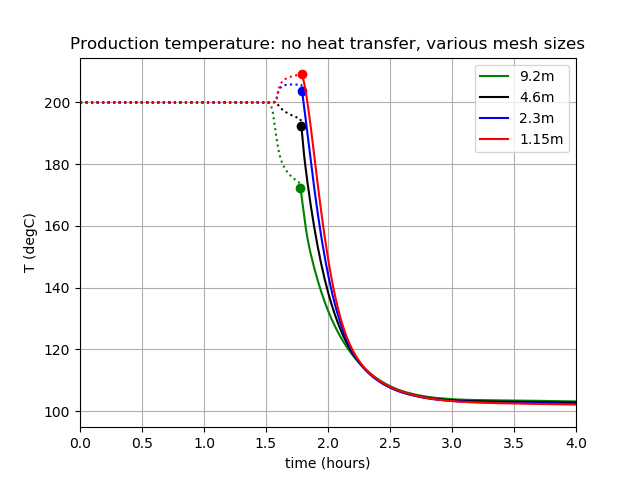 Production temperature: no heat transfer, various mesh sizes
9.2m
4.6m
2.3m
1.15m
T (degC)
200
180
160
140
120
100
0.0 0.5 1.0 1.5 2.0 2.5 3.0 3.5 4.0
time (hours)